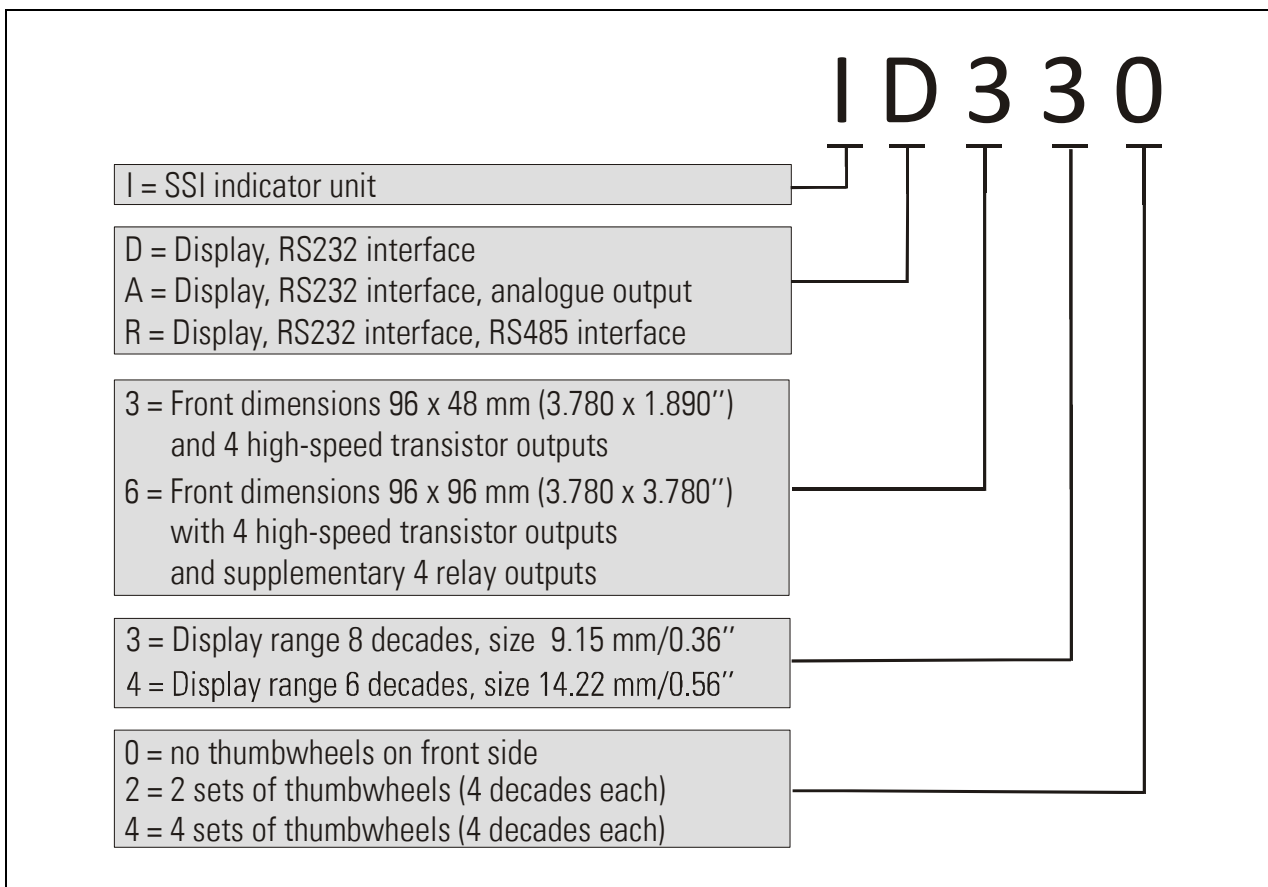 I D 3 3 0
I = SSI indicator unit
D = Display, RS232 interface
A = Display, RS232 interface, analogue output
R = Display, RS232 interface, RS485 interface
3 = Front dimensions 96 x 48 mm (3.780 x 1.890’’)
and 4 high-speed transistor outputs
6 = Front dimensions 96 x 96 mm (3.780 x 3.780’’)
with 4 high-speed transistor outputs
and supplementary 4 relay outputs
3 = Display range 8 decades, size 9.15 mm/0.36’’
4 = Display range 6 decades, size 14.22 mm/0.56’’
0 = no thumbwheels on front side
2 = 2 sets of thumbwheels (4 decades each)
4 = 4 sets of thumbwheels (4 decades each)